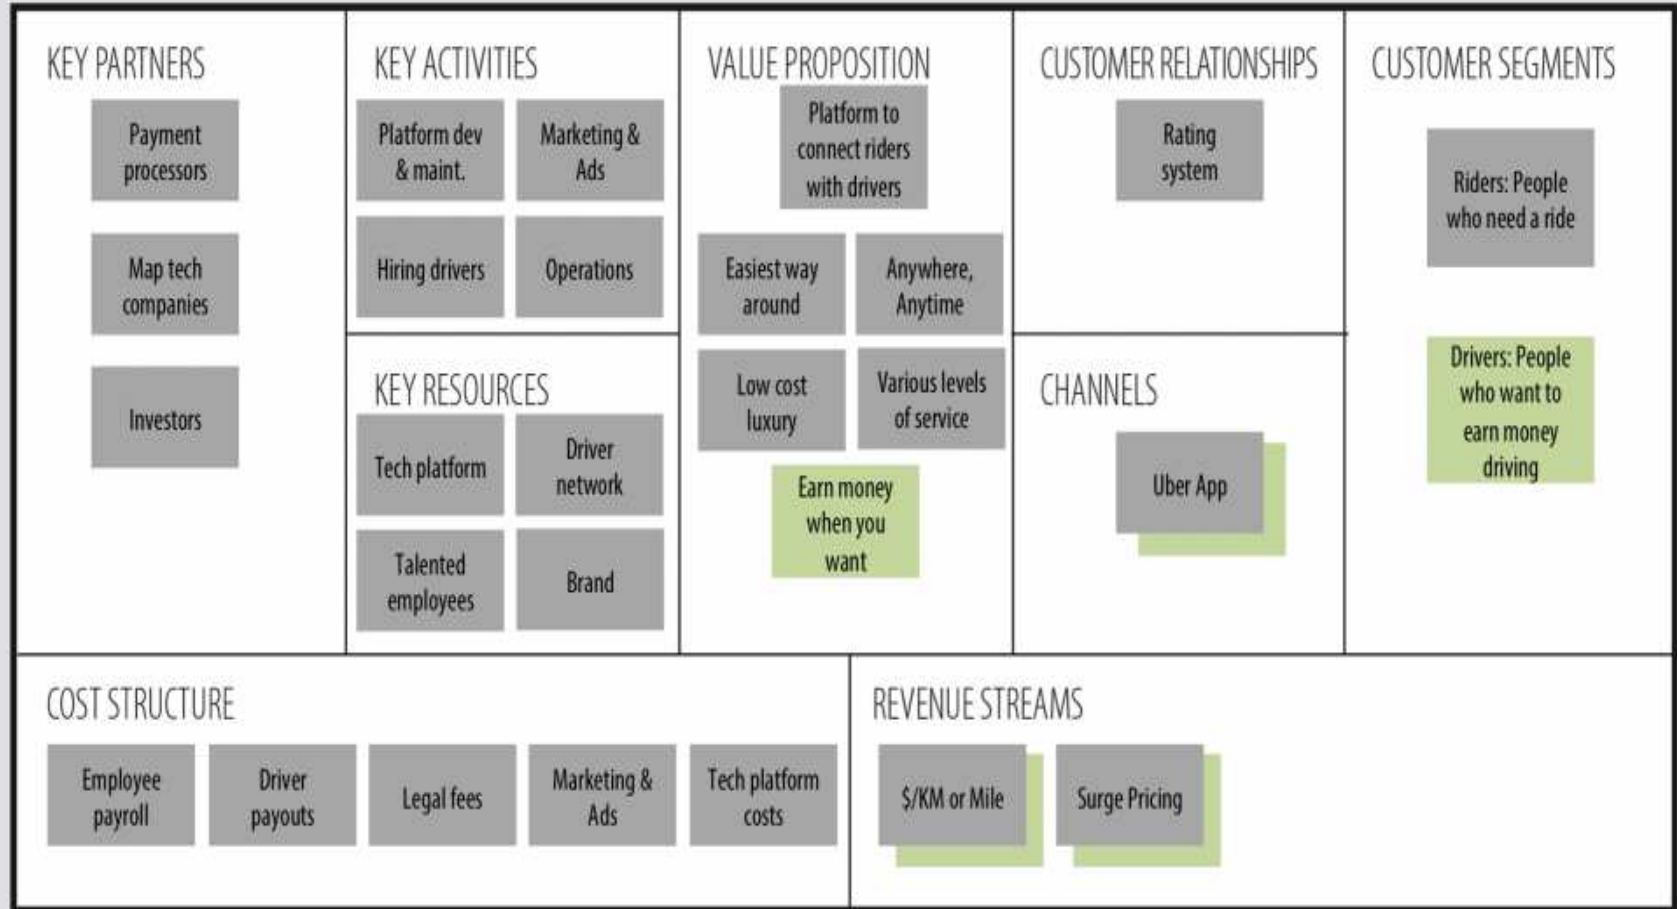 KEY PARTNERS
Payment
processors
Map tech
companies
Investors
KEY ACTIVITIES
Platform dev
& maint.
Marketing &
Ads
Hiring drivers
Operations
KEY RESOURCES
Tech platform
Driver
network
Talented
employees
Brand
VALUE PROPOSITION
Platform to
connect riders
with drivers
Easiest way
around
Anywhere,
Anytime
Low cost
luxury
Various levels
of service
Earn money
when you
want
CUSTOMER RELATIONSHIPS
Rating
system
CHANNELS
Uber App
CUSTOMER SEGMENTS
Riders: People
who need a ride
Drivers: People
who want to
earn money
driving
COST STRUCTURE
Employee
payroll
Driver
payouts
Legal fees
Marketing &
Ads
Tech platform
costs
REVENUE STREAMS
$/KM or Mile
Surge Pricing